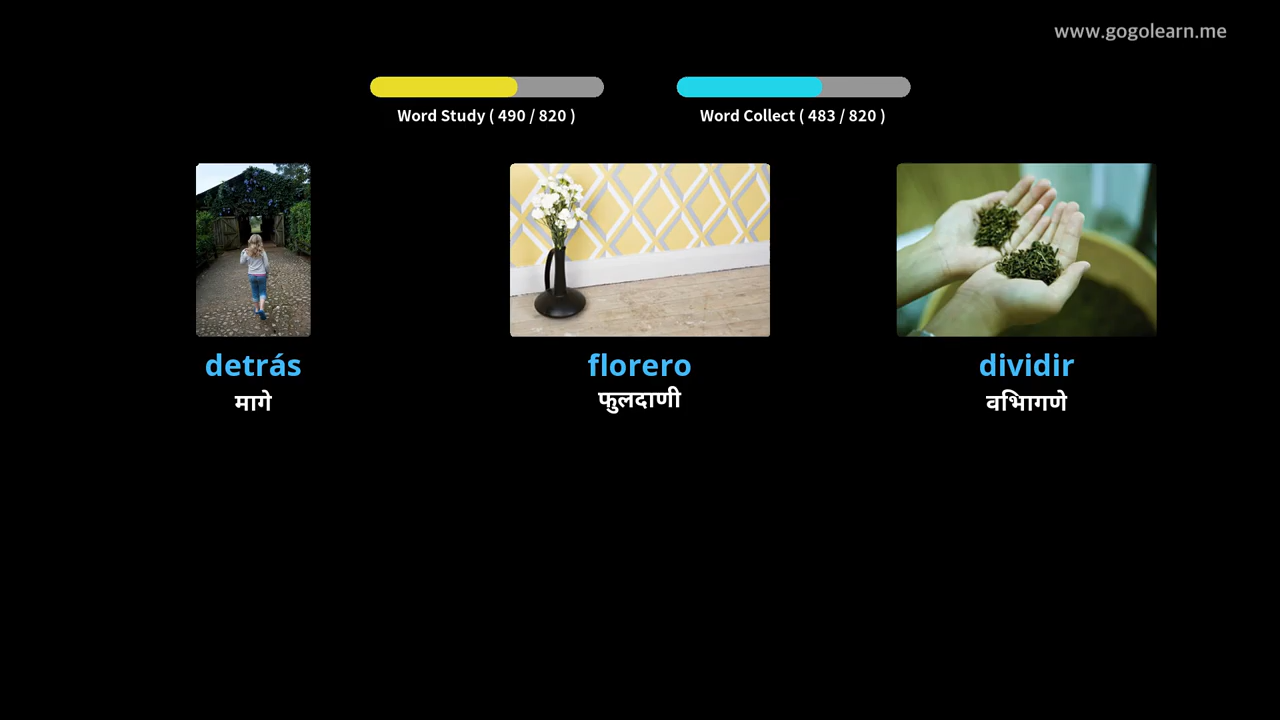 www.gogolearn.me
Word Study ( 490 / 820 )
Word Collect ( 483 / 820 )
detrás
मागे
florero
फुलदाणी
dividir
वभिागणे